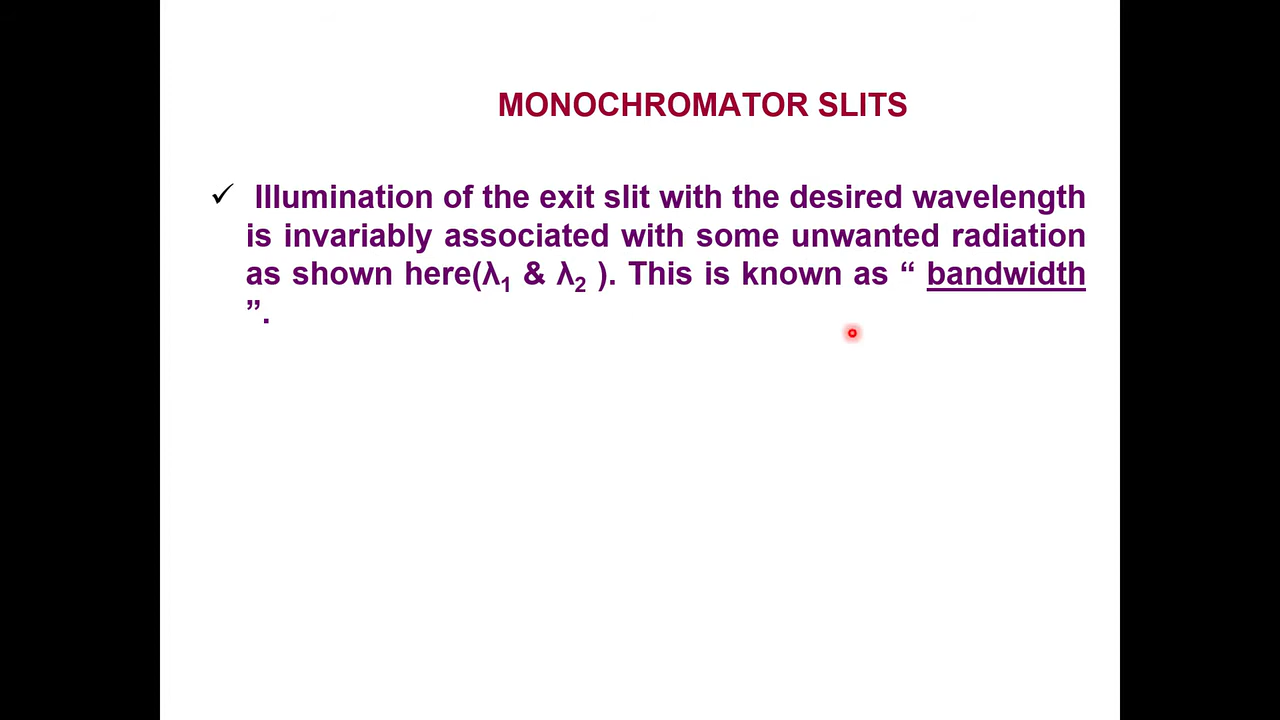 MONOCHROMATOR SLITS
✓ Illumination of the exit slit with the desired wavelength
is invariably associated with some unwanted radiation
as shown here(λ₁ & λ₂ ). This is known as “ bandwidth
”.